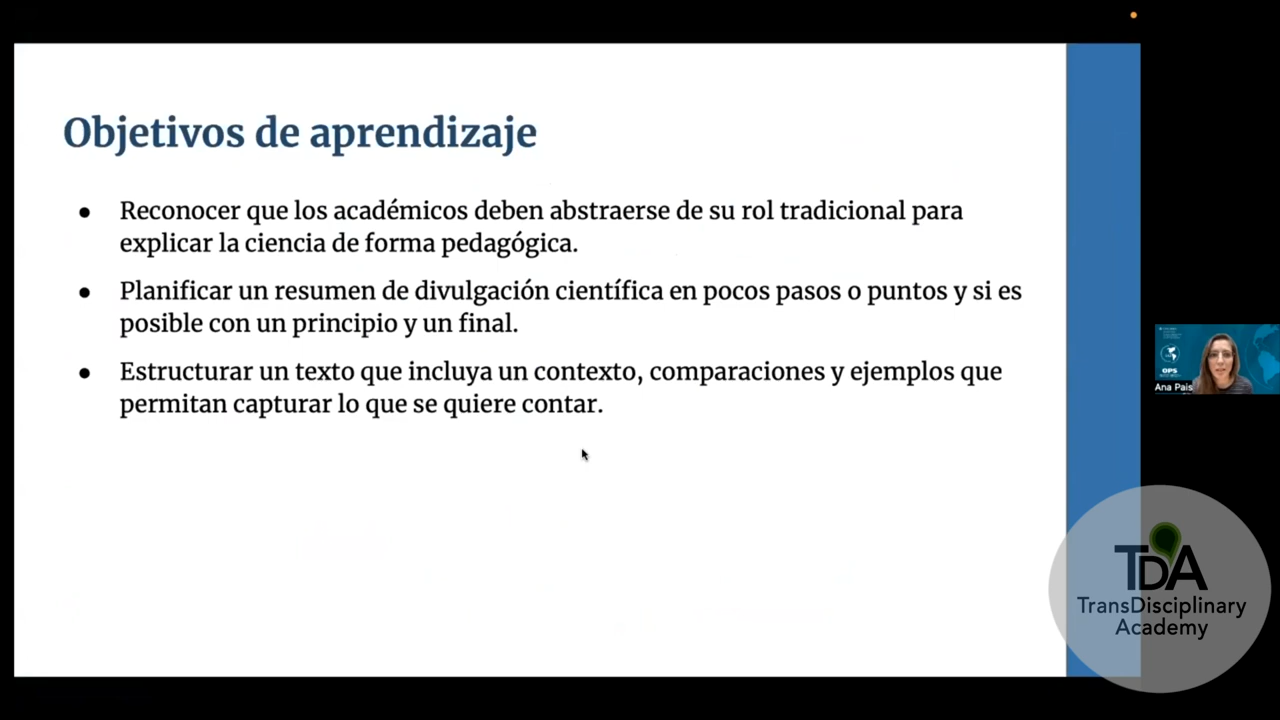 Objetivos de aprendizaje
● Reconocer que los académicos deben abstraerse de su rol tradicional para
explicar la ciencia de forma pedagógica.
● Planificar un resumen de divulgación científica en pocos pasos o puntos y si es
posible con un principio y un final.
● Estructurar un texto que incluya un contexto, comparaciones y ejemplos que
permitan capturar lo que se quiere contar.
OPS
Ana Pais
TDA
TransDisciplinary
Academy